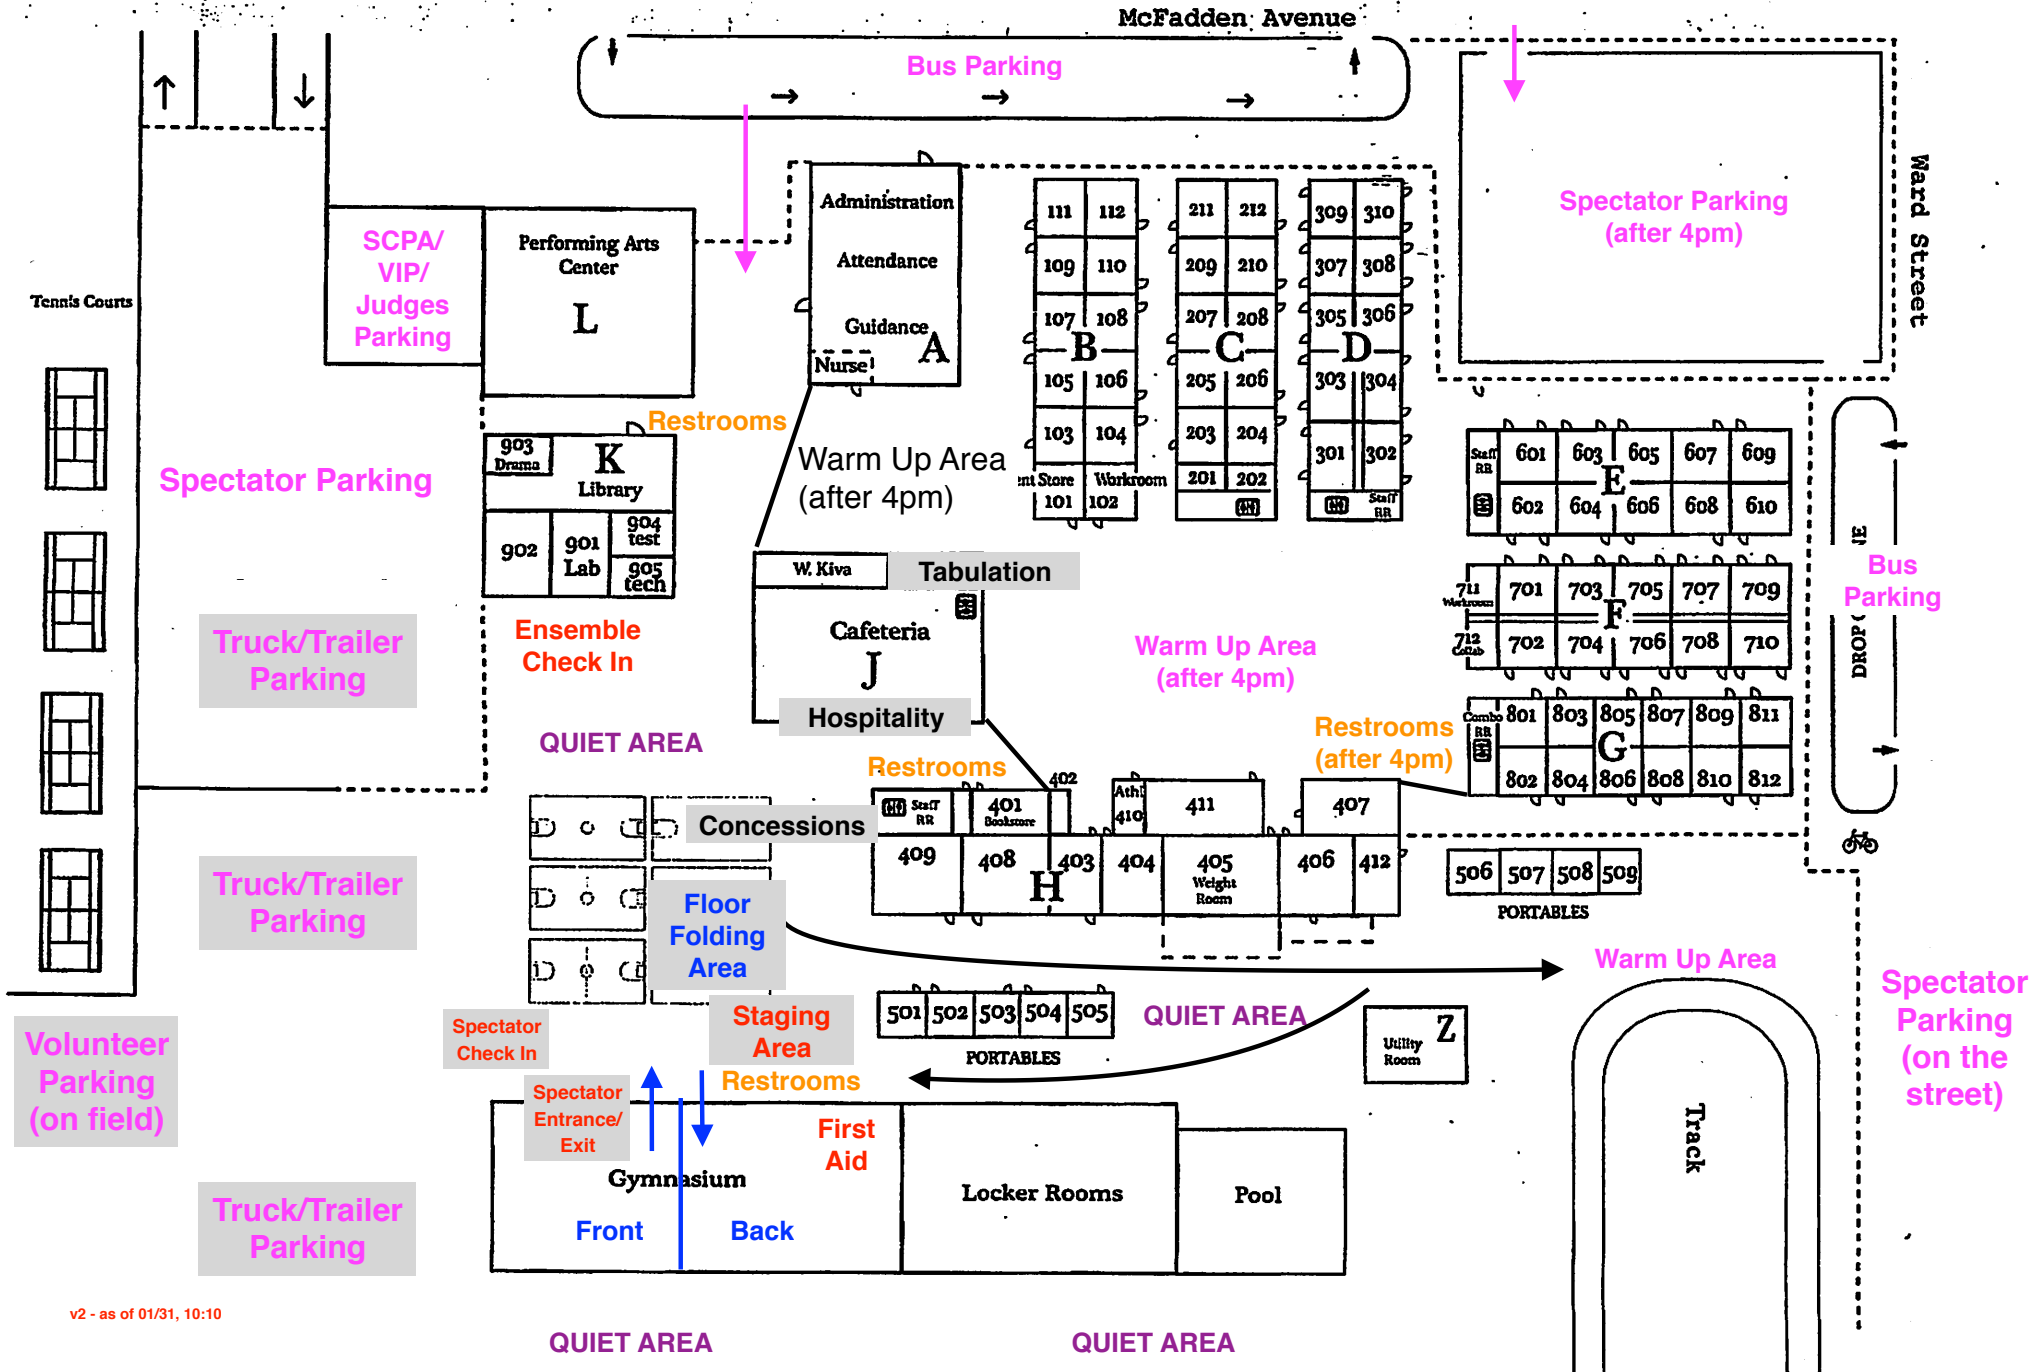 McFadden Avenue
Bus Parking
Ward Street
Spectator Parking
(after 4pm)
SCPA/
VIP/
Judges
Parking
Performing Arts
Center
L
Administration
Attendance
Guidance
A
Nurse
111 112
109 110
107 108
B
105 106
103 104
nt Store Workroom
101 102
211 212
209 210
207 208
C
205 206
203 204
201 202
309 310
307 308
305 306
D
303 304
301 302
Staff
RR
Tennis Courts
Spectator Parking
Restrooms
903
Drama
K
Library
902
901
Lab
904
test
905
tech
Warm Up Area
(after 4pm)
Staff
RR
601 603 605 607 609
E
602 604 606 608 610
711
Workroom
701 703 705 707 709
F
712
Collab
702 704 706 708 710
Combo
RR
801 803 805 807 809 811
G
802 804 806 808 810 812
DROP
NE
Bus
Parking
W. Kiva
Tabulation
Cafeteria
J
Hospitality
Warm Up Area
(after 4pm)
Restrooms
(after 4pm)
Truck/Trailer
Parking
Ensemble
Check In
QUIET AREA
Restrooms
402
Staff
RR
401
Bookstore
Ath
410
411
407
Concessions
409 408 403 404 405 406 412
Weight
Room
H
506 507 508 509
PORTABLES
Truck/Trailer
Parking
Floor
Folding
Area
Warm Up Area
Spectator
Parking
(on the
street)
Volunteer
Parking
(on field)
Spectator
Check In
Staging
Area
Restrooms
501 502 503 504 505
PORTABLES
QUIET AREA
Utility
Room
Z
Track
Spectator
Entrance/
Exit
First
Aid
Gymnasium
Front
Back
Locker Rooms
Pool
Truck/Trailer
Parking
v2 - as of 01/31, 10:10
QUIET AREA
QUIET AREA